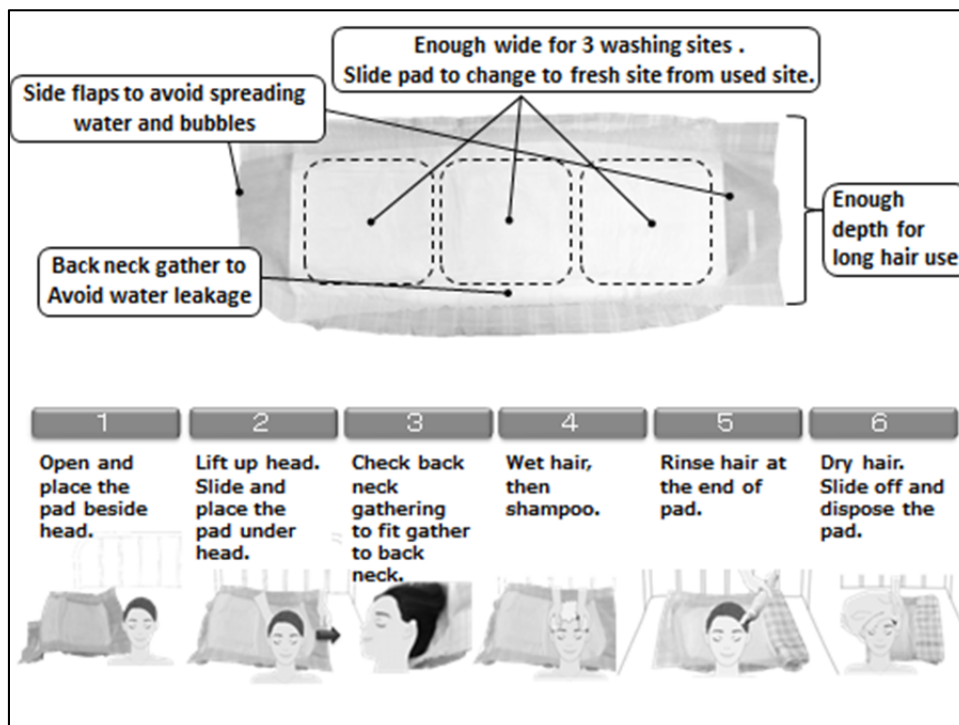 Enough wide for 3 washing sites .
Slide pad to change to fresh site from used site.
Side flaps to avoid spreading
water and bubbles
Enough
depth for
long hair use
Back neck gather to
Avoid water leakage
1
Open and
place the
pad beside
head.
2
Lift up head.
Slide and
place the
pad under
head.
3
Check back
neck
gathering
to fit gather
to back
neck.
4
Wet hair,
then
shampoo.
5
Rinse hair at
the end of
pad.
6
Dry hair.
Slide off and
dispose the
pad.